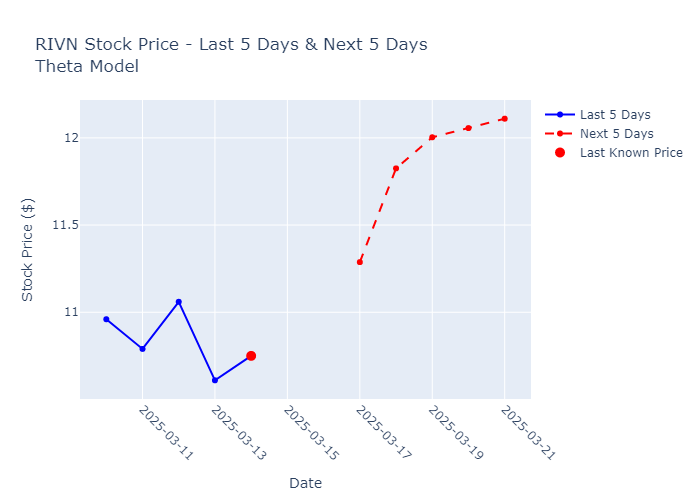 RIVN Stock Price - Last 5 Days & Next 5 Days
Theta Model
Last 5 Days
Next 5 Days
Last Known Price
12
11.5
11
Stock Price ($)
2025-03-11
2025-03-13
2025-03-15
2025-03-17
2025-03-19
2025-03-21
Date